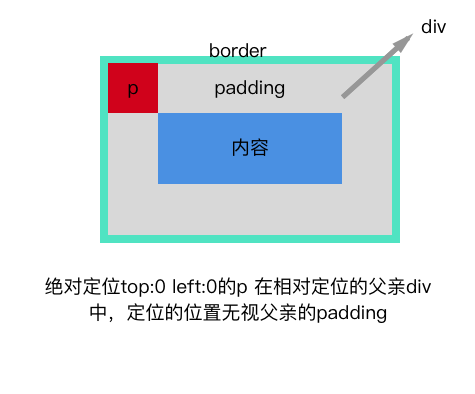 div
border
p
padding
内容
绝对定位top:0 left:0的p 在相对定位的父亲div
中，定位的位置无视父亲的padding